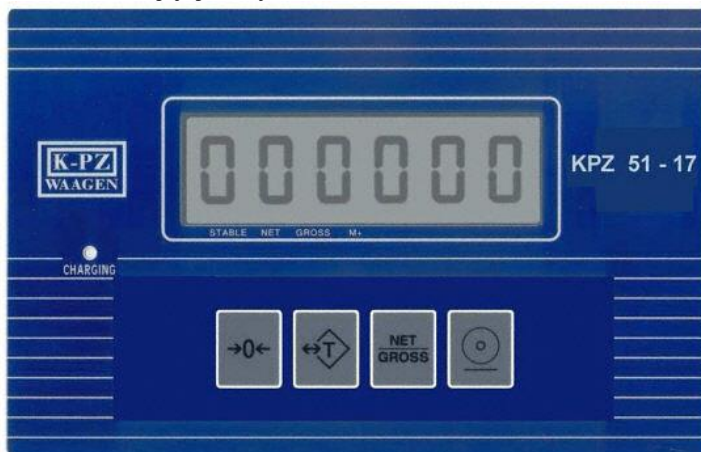 K-PZ
WAAGEN
000000
KPZ 51 - 17
STABLE NET GROSS M+
CHARGING
→0←
↔T
NET
GROSS